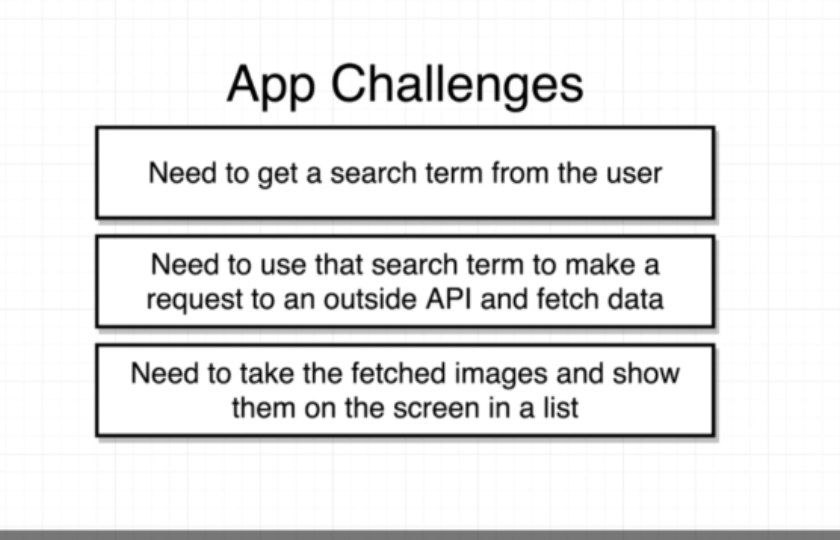 App Challenges
Need to get a search term from the user
Need to use that search term to make a
request to an outside API and fetch data
Need to take the fetched images and show
them on the screen in a list